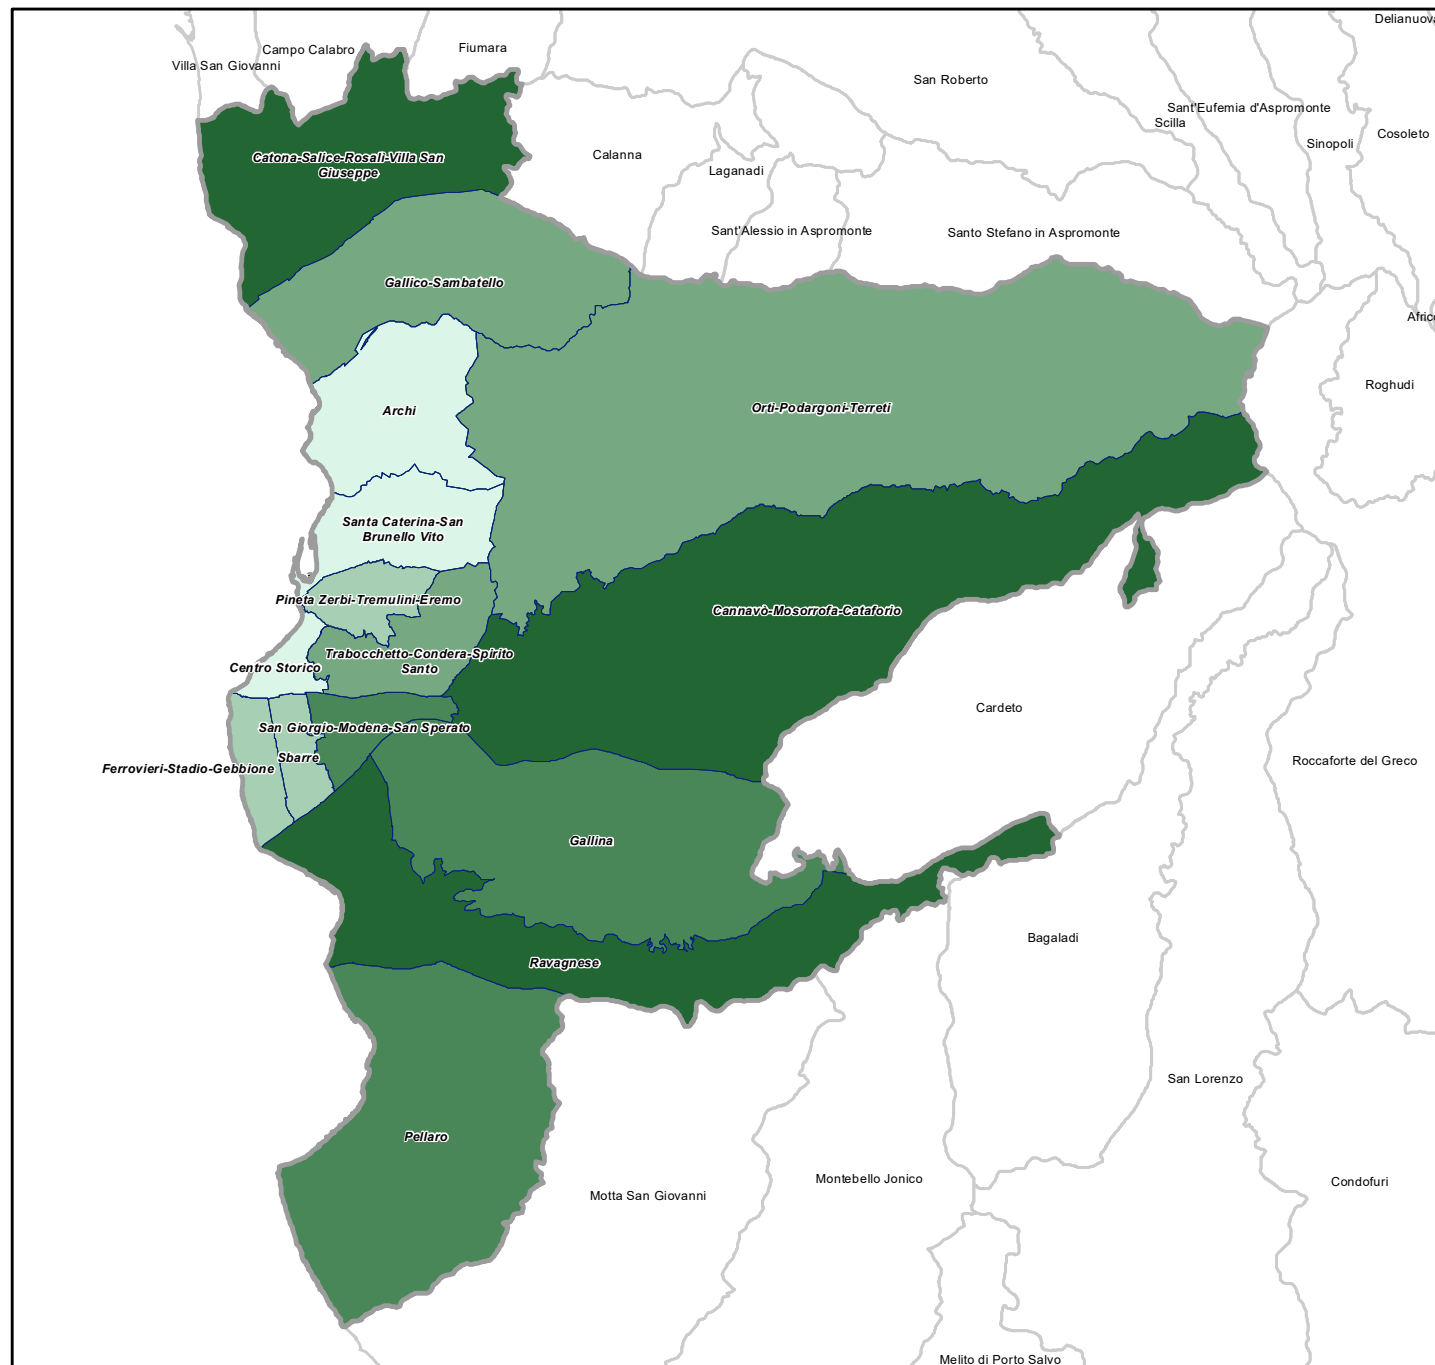 Delianuova
Campo Calabro
Fiumara
Villa San Giovanni
San Roberto
Sant'Eufemia d'Aspromonte
Scilla
Cosoleto
Sinopoli
Calanna
Catona-Salice-Rosali-Villa San
Giuseppe
Laganadi
Sant'Alessio in Aspromonte
Santo Stefano in Aspromonte
Gallico-Sambatello
Africo
Roghudi
Archi
Orti-Podargoni-Terreti
Santa Caterina-San
Brunello Vito
Pineta Zerbi-Tremulini-Eremo
Cannavò-Mosorrofa-Cataforio
Trabocchetto-Condera-Spirito
Santo
Centro Storico
Cardeto
San Giorgio-Modena-San Sperato
Sbarre
Ferrovieri-Stadio-Gebbione
Roccaforte del Greco
Gallina
Bagaladi
Ravagnese
San Lorenzo
Pellaro
Montebello Jonico
Motta San Giovanni
Condofuri
Melito di Porto Salvo